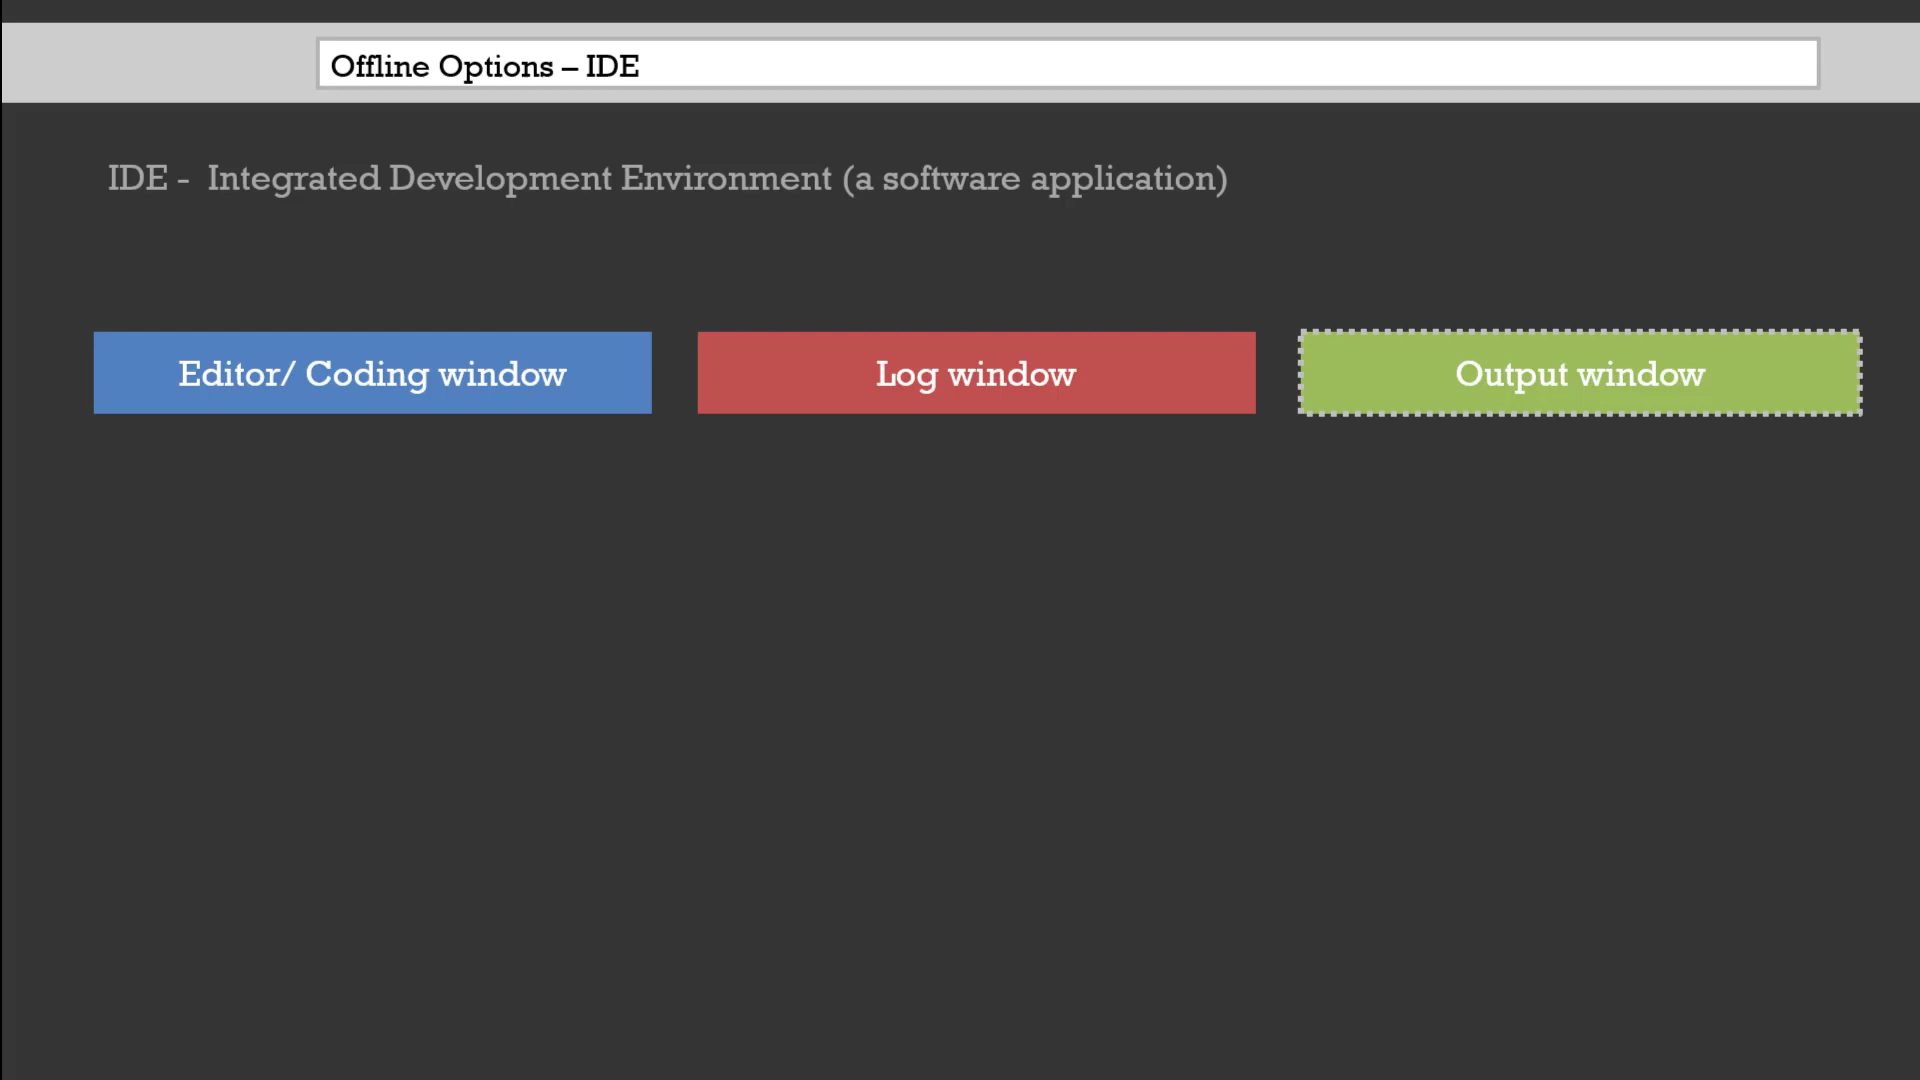 Offline Options – IDE
IDE -  Integrated Development Environment (a software application)
Editor/ Coding window
Log window
Output window